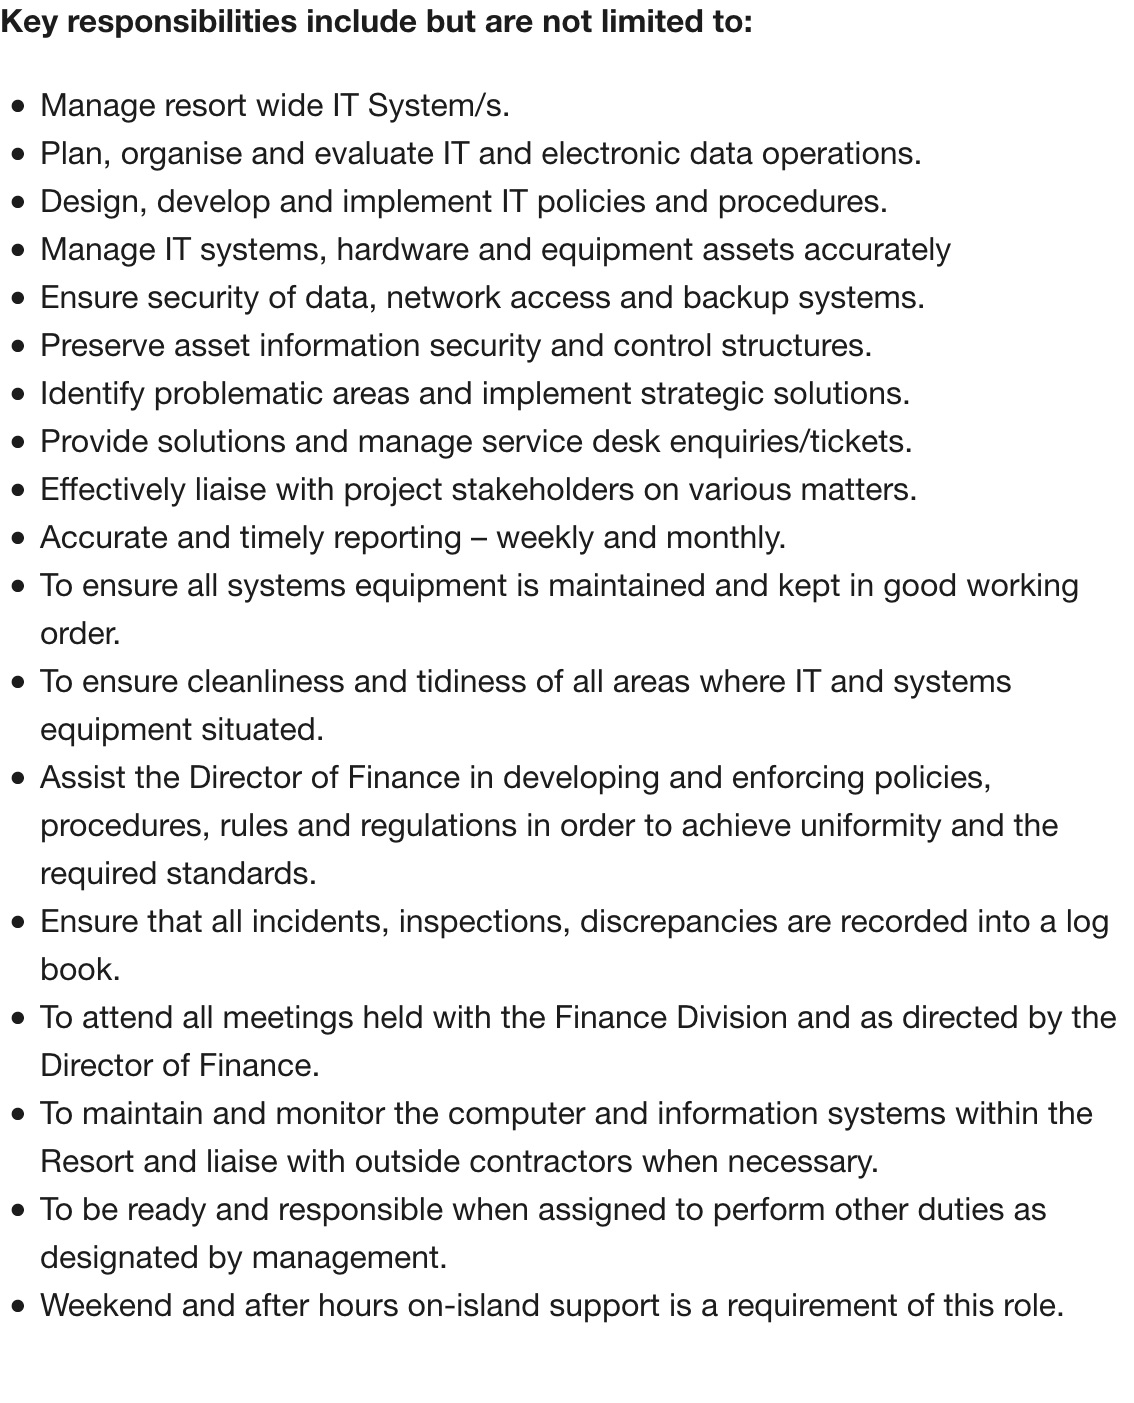 Key responsibilities include but are not limited to:
• Manage resort wide IT System/s.
• Plan, organise and evaluate IT and electronic data operations.
• Design, develop and implement IT policies and procedures.
• Manage IT systems, hardware and equipment assets accurately
• Ensure security of data, network access and backup systems.
• Preserve asset information security and control structures.
• Identify problematic areas and implement strategic solutions.
• Provide solutions and manage service desk enquiries/tickets.
• Effectively liaise with project stakeholders on various matters.
• Accurate and timely reporting – weekly and monthly.
• To ensure all systems equipment is maintained and kept in good working
order.
• To ensure cleanliness and tidiness of all areas where IT and systems
equipment situated.
• Assist the Director of Finance in developing and enforcing policies,
procedures, rules and regulations in order to achieve uniformity and the
required standards.
• Ensure that all incidents, inspections, discrepancies are recorded into a log
book.
• To attend all meetings held with the Finance Division and as directed by the
Director of Finance.
• To maintain and monitor the computer and information systems within the
Resort and liaise with outside contractors when necessary.
• To be ready and responsible when assigned to perform other duties as
designated by management.
• Weekend and after hours on-island support is a requirement of this role.